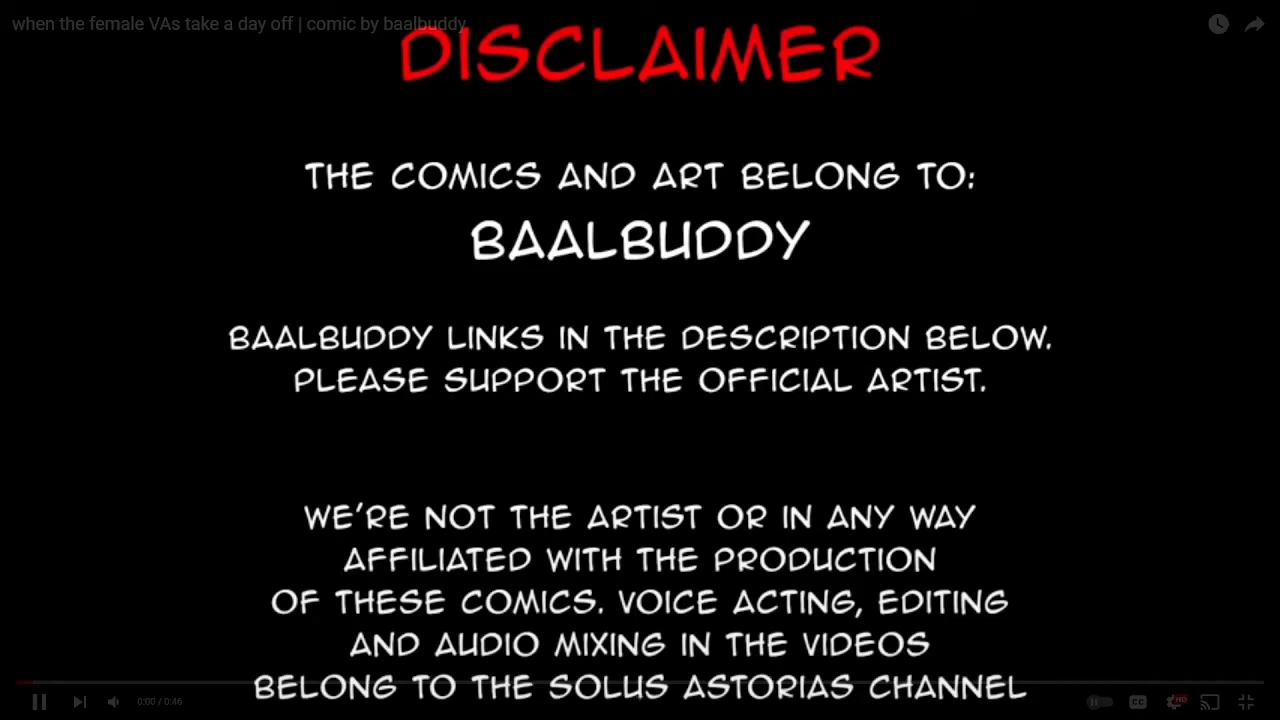 when the female VAs take a day off | comic by baalbuddy
DISCLAIMER
THE COMICS AND ART BELONG TO:
BAALBUDDY
BAALBUDDY LINKS IN THE DESCRIPTION BELOW.
PLEASE SUPPORT THE OFFICIAL ARTIST.
WE'RE NOT THE ARTIST OR IN ANY WAY
AFFILIATED WITH THE PRODUCTION
OF THESE COMICS. VOICE ACTING, EDITING
AND AUDIO MIXING IN THE VIDEOS
BELONG TO THE SOLUS ASTORIAS CHANNEL
0:00 / 0:46
CC
HD